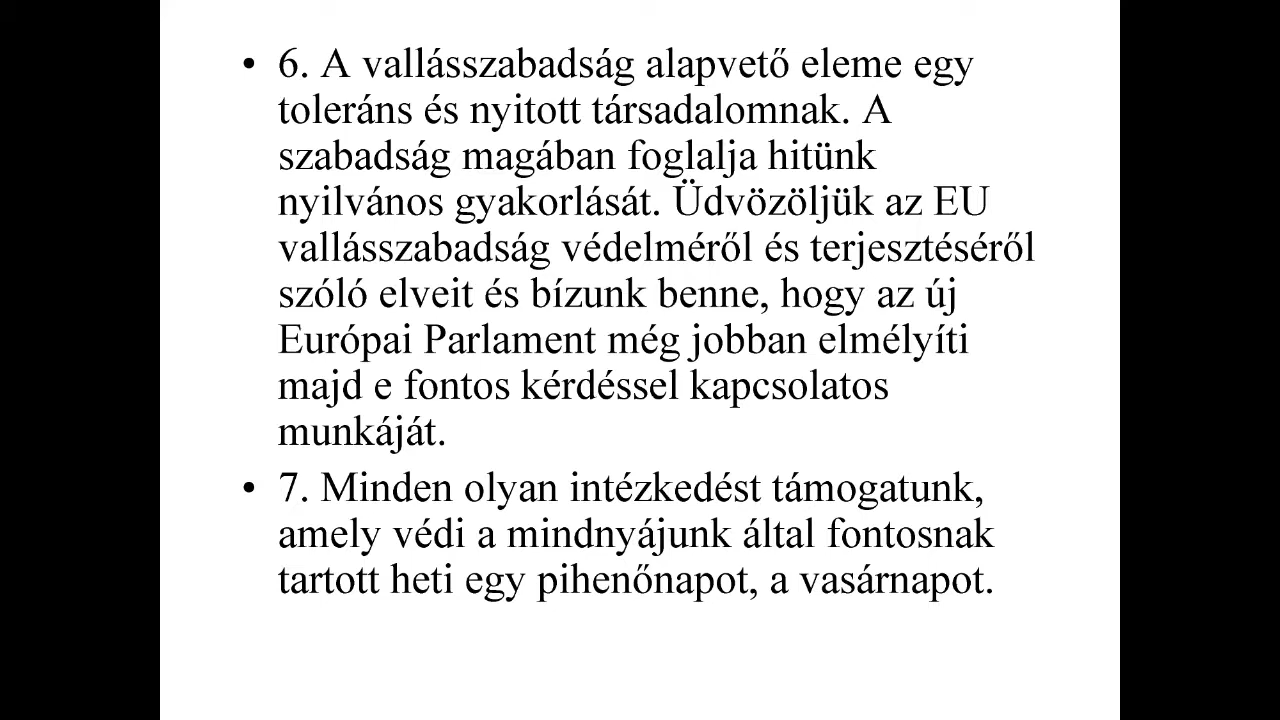 • 6. A vallásszabadság alapvető eleme egy
toleráns és nyitott társadalomnak. A
szabadság magában foglalja hitünk
nyilvános gyakorlását. Üdvözöljük az EU
vallásszabadság védelméről és terjesztéséről
szóló elveit és bízunk benne, hogy az új
Európai Parlament még jobban elmélyíti
majd e fontos kérdéssel kapcsolatos
munkáját.
• 7. Minden olyan intézkedést támogatunk,
amely védi a mindnyájunk által fontosnak
tartott heti egy pihenőnapot, a vasárnapot.